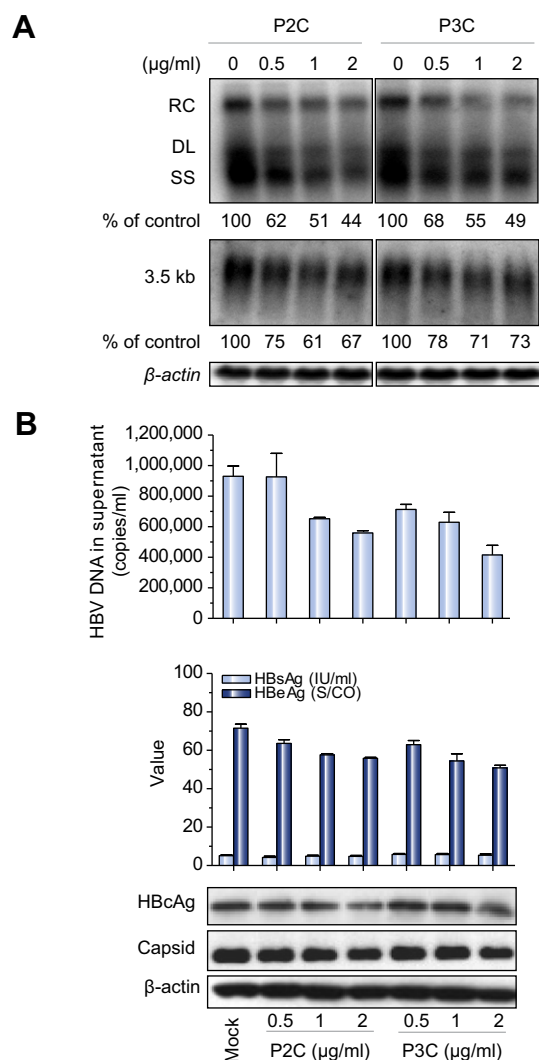 A
P2C P3C
(μg/ml) 0 0.5 1 2 0 0.5 1 2
RC
DL
SS
% of control 100 62 51 44 100 68 55 49
3.5 kb
% of control 100 75 61 67 100 78 71 73
β-actin
B
HBV DNA in supernatant
(copies/ml)
1,200,000
1,000,000
800,000
600,000
400,000
200,000
0
Value
100
80
60
40
20
0
HBsAg (IU/ml)
HBeAg (S/CO)
HBcAg
Capsid
β-actin
Mock 0.5 1 2 0.5 1 2
P2C (μg/ml) P3C (μg/ml)